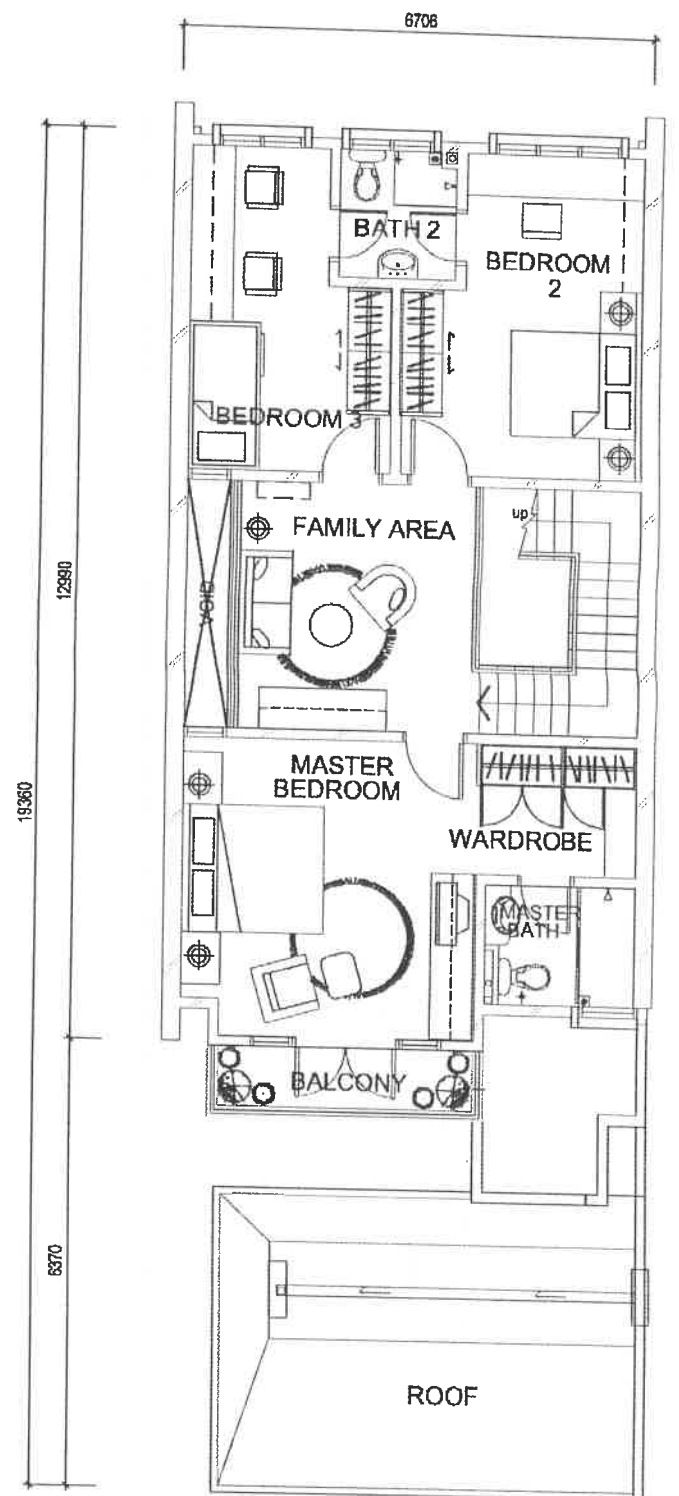 6706
BATH 2
BEDROOM
2
BEDROOM 3
up
FAMILY AREA
VOID
12990
19360
MASTER
BEDROOM
WARDROBE
MASTER
BATH
BALCONY
6370
ROOF